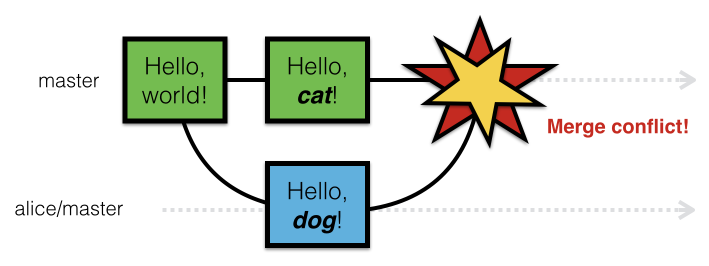 master
Hello,
world!
Hello,
cat!
Merge conflict!
alice/master
Hello,
dog!